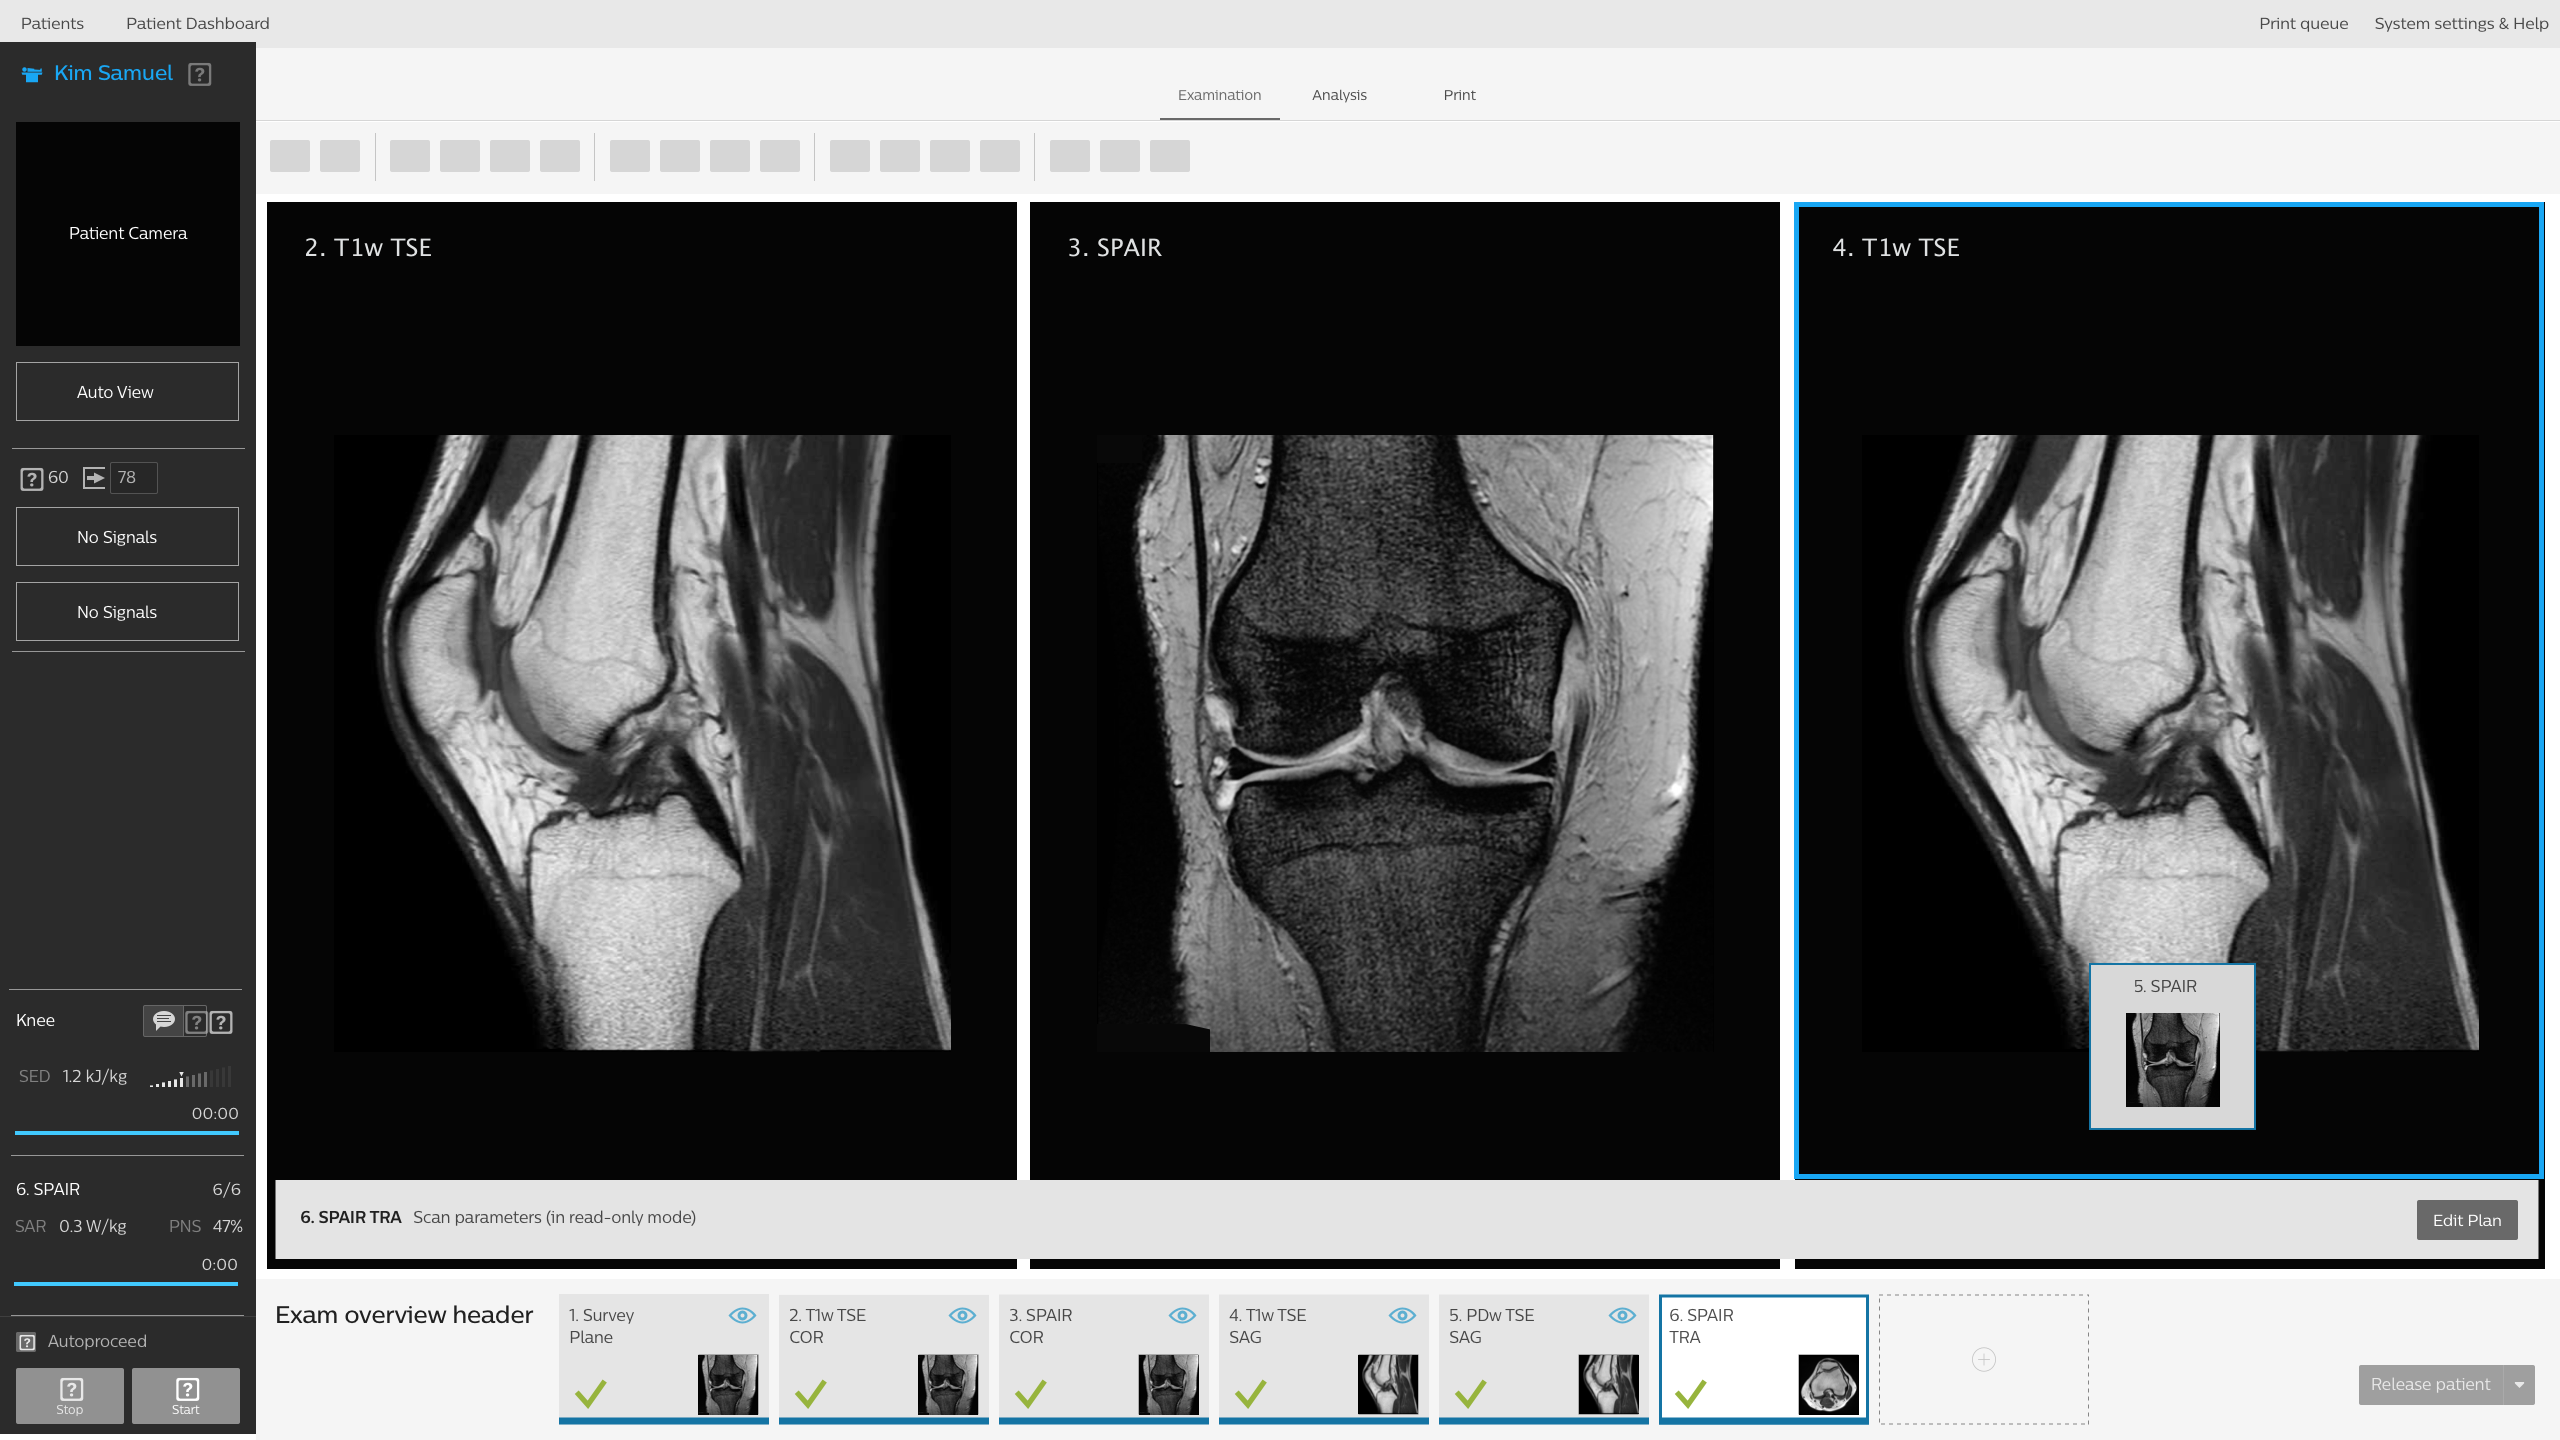 Patients
Patient Dashboard
Print queue
System settings & Help
Kim Samuel
?
Patient Camera
Auto View
? 60
78
No Signals
No Signals
Knee
? ?
SED 1.2 kJ/kg
00:00
6. SPAIR 6/6
SAR 0.3 W/kg PNS 47%
0:00
? Autoproceed
?
Stop
?
Start
Examination
Analysis
Print
2. T1w TSE
3. SPAIR
4. T1w TSE
5. SPAIR
6. SPAIR TRA Scan parameters (in read-only mode)
Edit Plan
Exam overview header
1. Survey
Plane
2. T1w TSE
COR
3. SPAIR
COR
4. T1w TSE
SAG
5. PDw TSE
SAG
6. SPAIR
TRA
Release patient